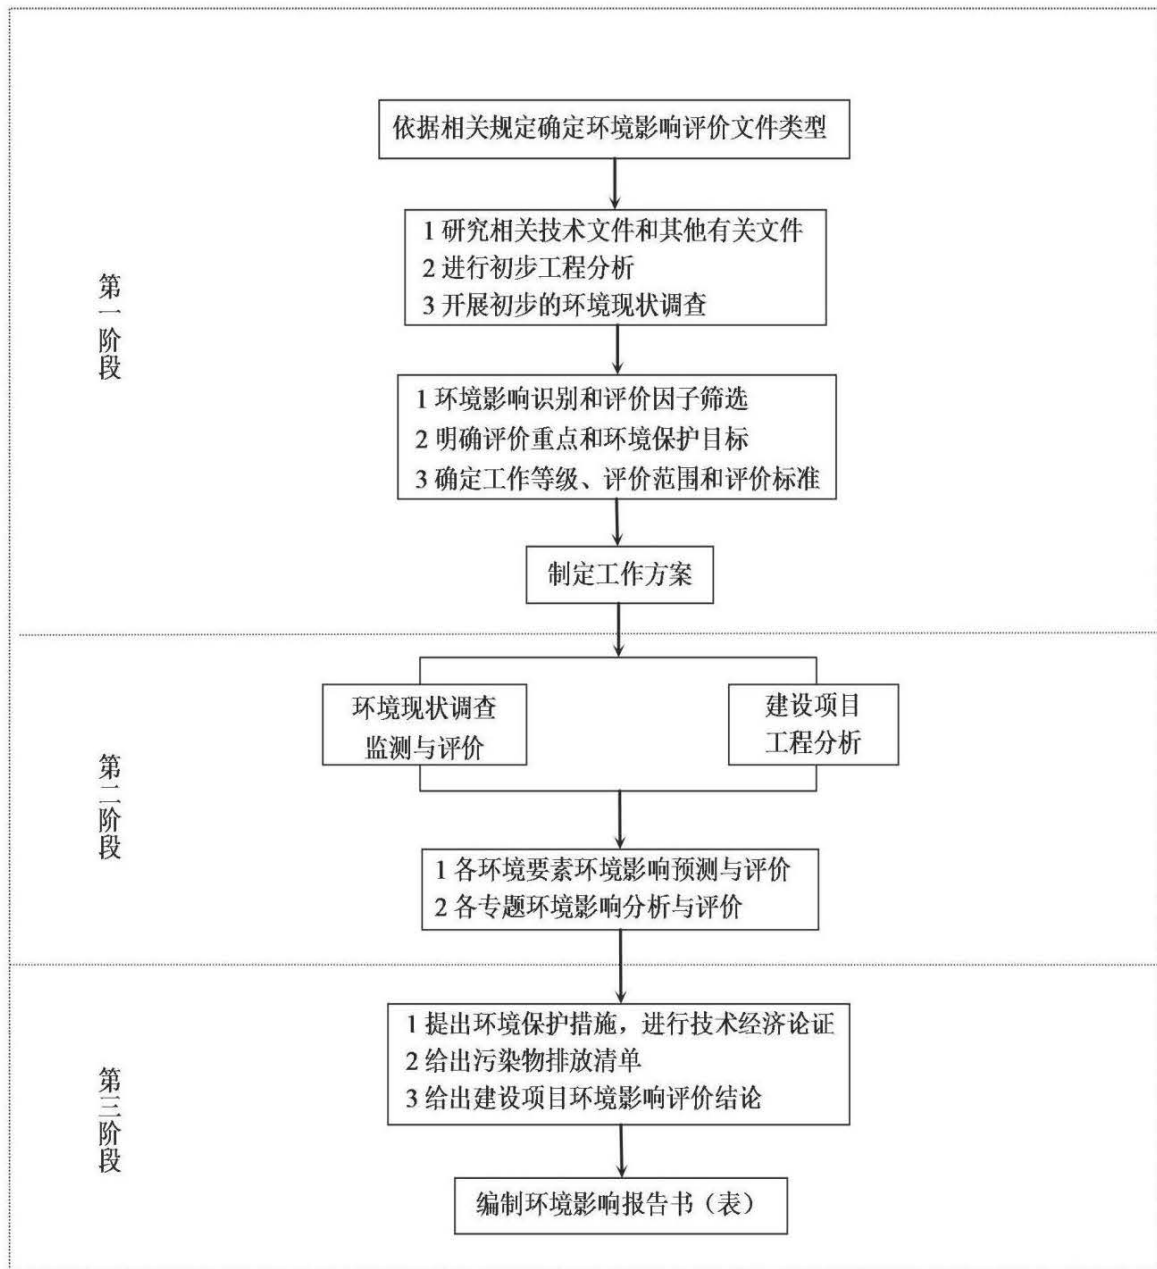 依据相关规定确定环境影响评价文件类型
1 研究相关技术文件和其他有关文件
2 进行初步工程分析
3 开展初步的环境现状调查
第一阶段
1 环境影响识别和评价因子筛选
2 明确评价重点和环境保护目标
3 确定工作等级、评价范围和评价标准
制定工作方案
环境现状调查
监测与评价
建设项目
工程分析
第二阶段
1 各环境要素环境影响预测与评价
2 各专题环境影响分析与评价
1 提出环境保护措施，进行技术经济论证
2 给出污染物排放清单
3 给出建设项目环境影响评价结论
第三阶段
编制环境影响报告书（表）